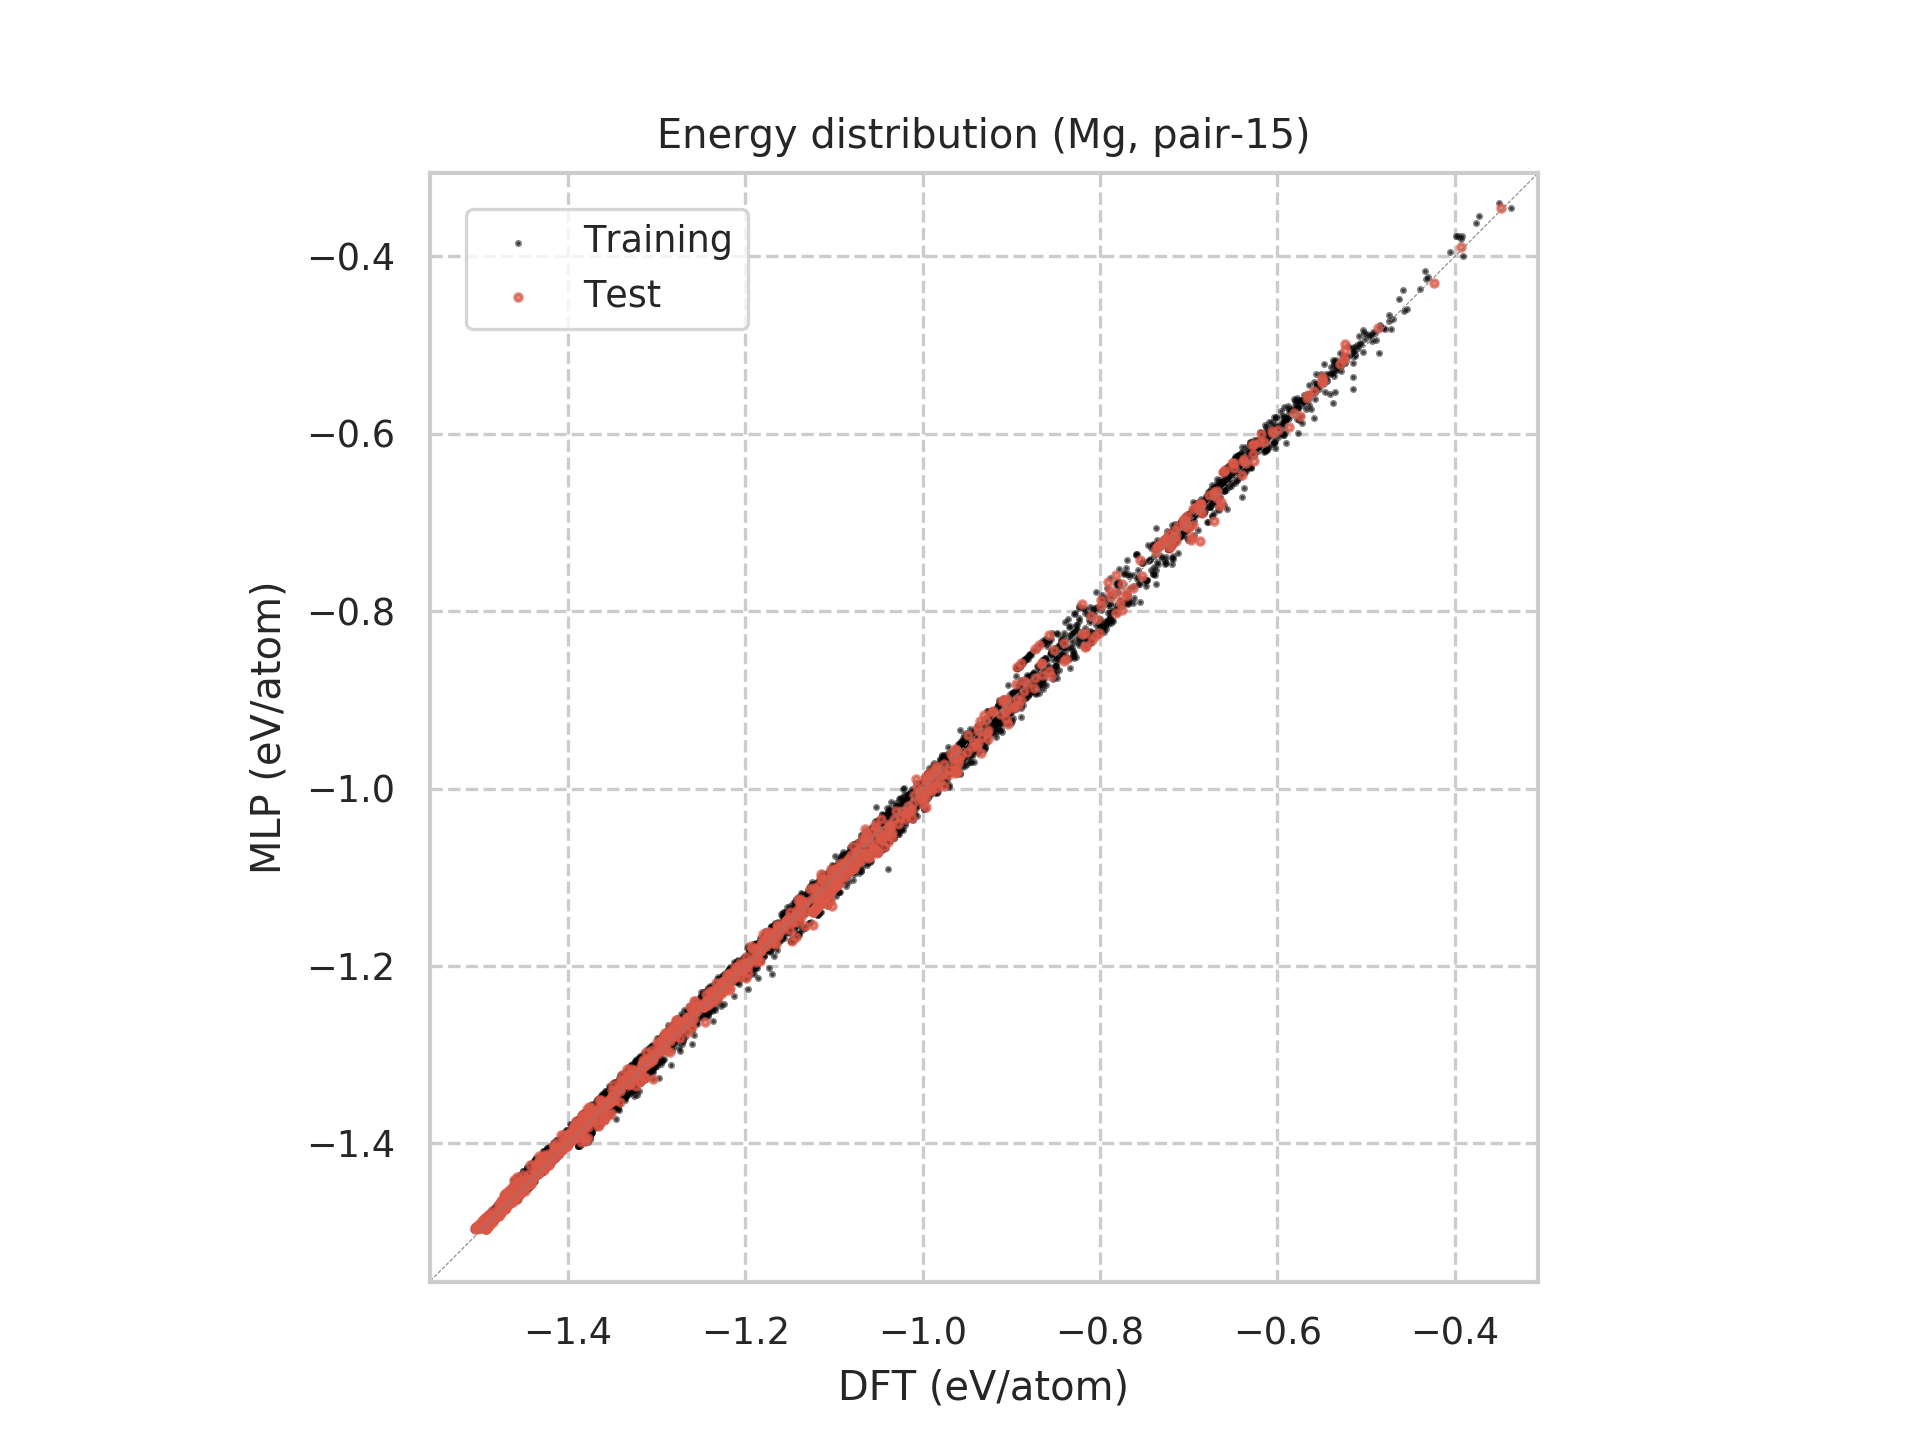 Energy distribution (Mg, pair-15)
Training
Test
−0.4
−0.6
−0.8
−1.0
−1.2
−1.4
MLP (eV/atom)
−1.4 −1.2 −1.0 −0.8 −0.6 −0.4
DFT (eV/atom)